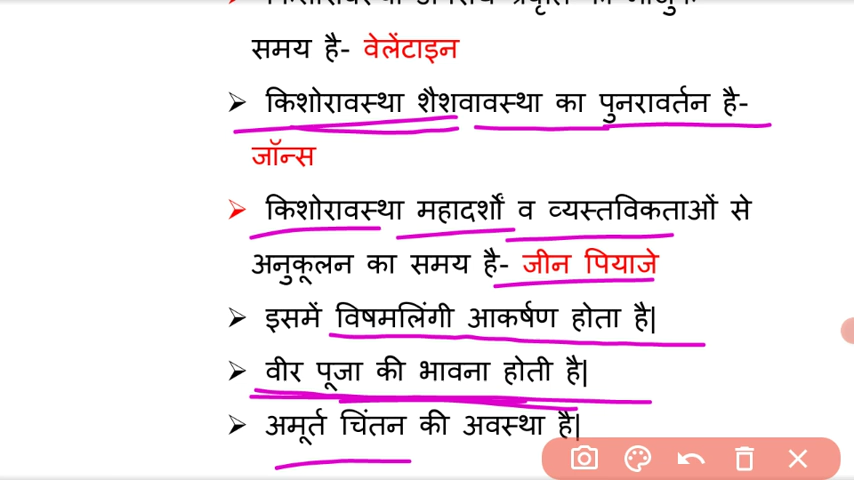 समय है- वेलेंटाइन
➤ किशोरावस्था शैशवावस्था का पुनरावर्तन है-
जॉन्स
➤ किशोरावस्था महादर्शों व व्यस्तविकताओं से
अनुकूलन का समय है- जीन पियाजे
➤ इसमें विषमलिंगी आकर्षण होता है|
➤ वीर पूजा की भावना होती है|
➤ अमूर्त चिंतन की अवस्था है|